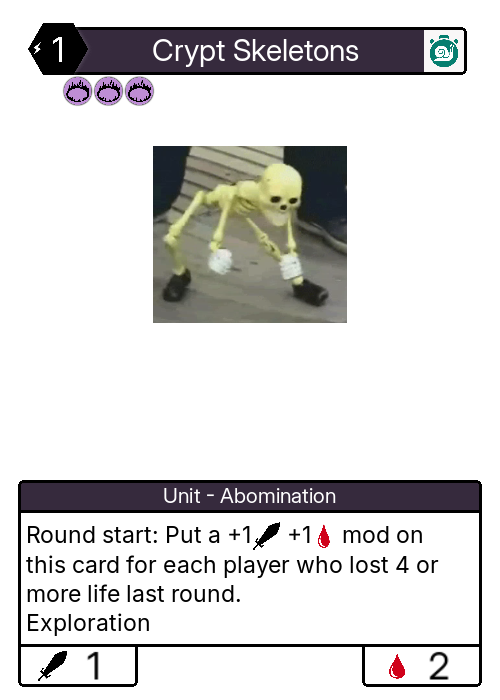 1 Crypt Skeletons
Unit - Abomination
Round start: Put a +1 +1 mod on
this card for each player who lost 4 or
more life last round.
Exploration
1 2